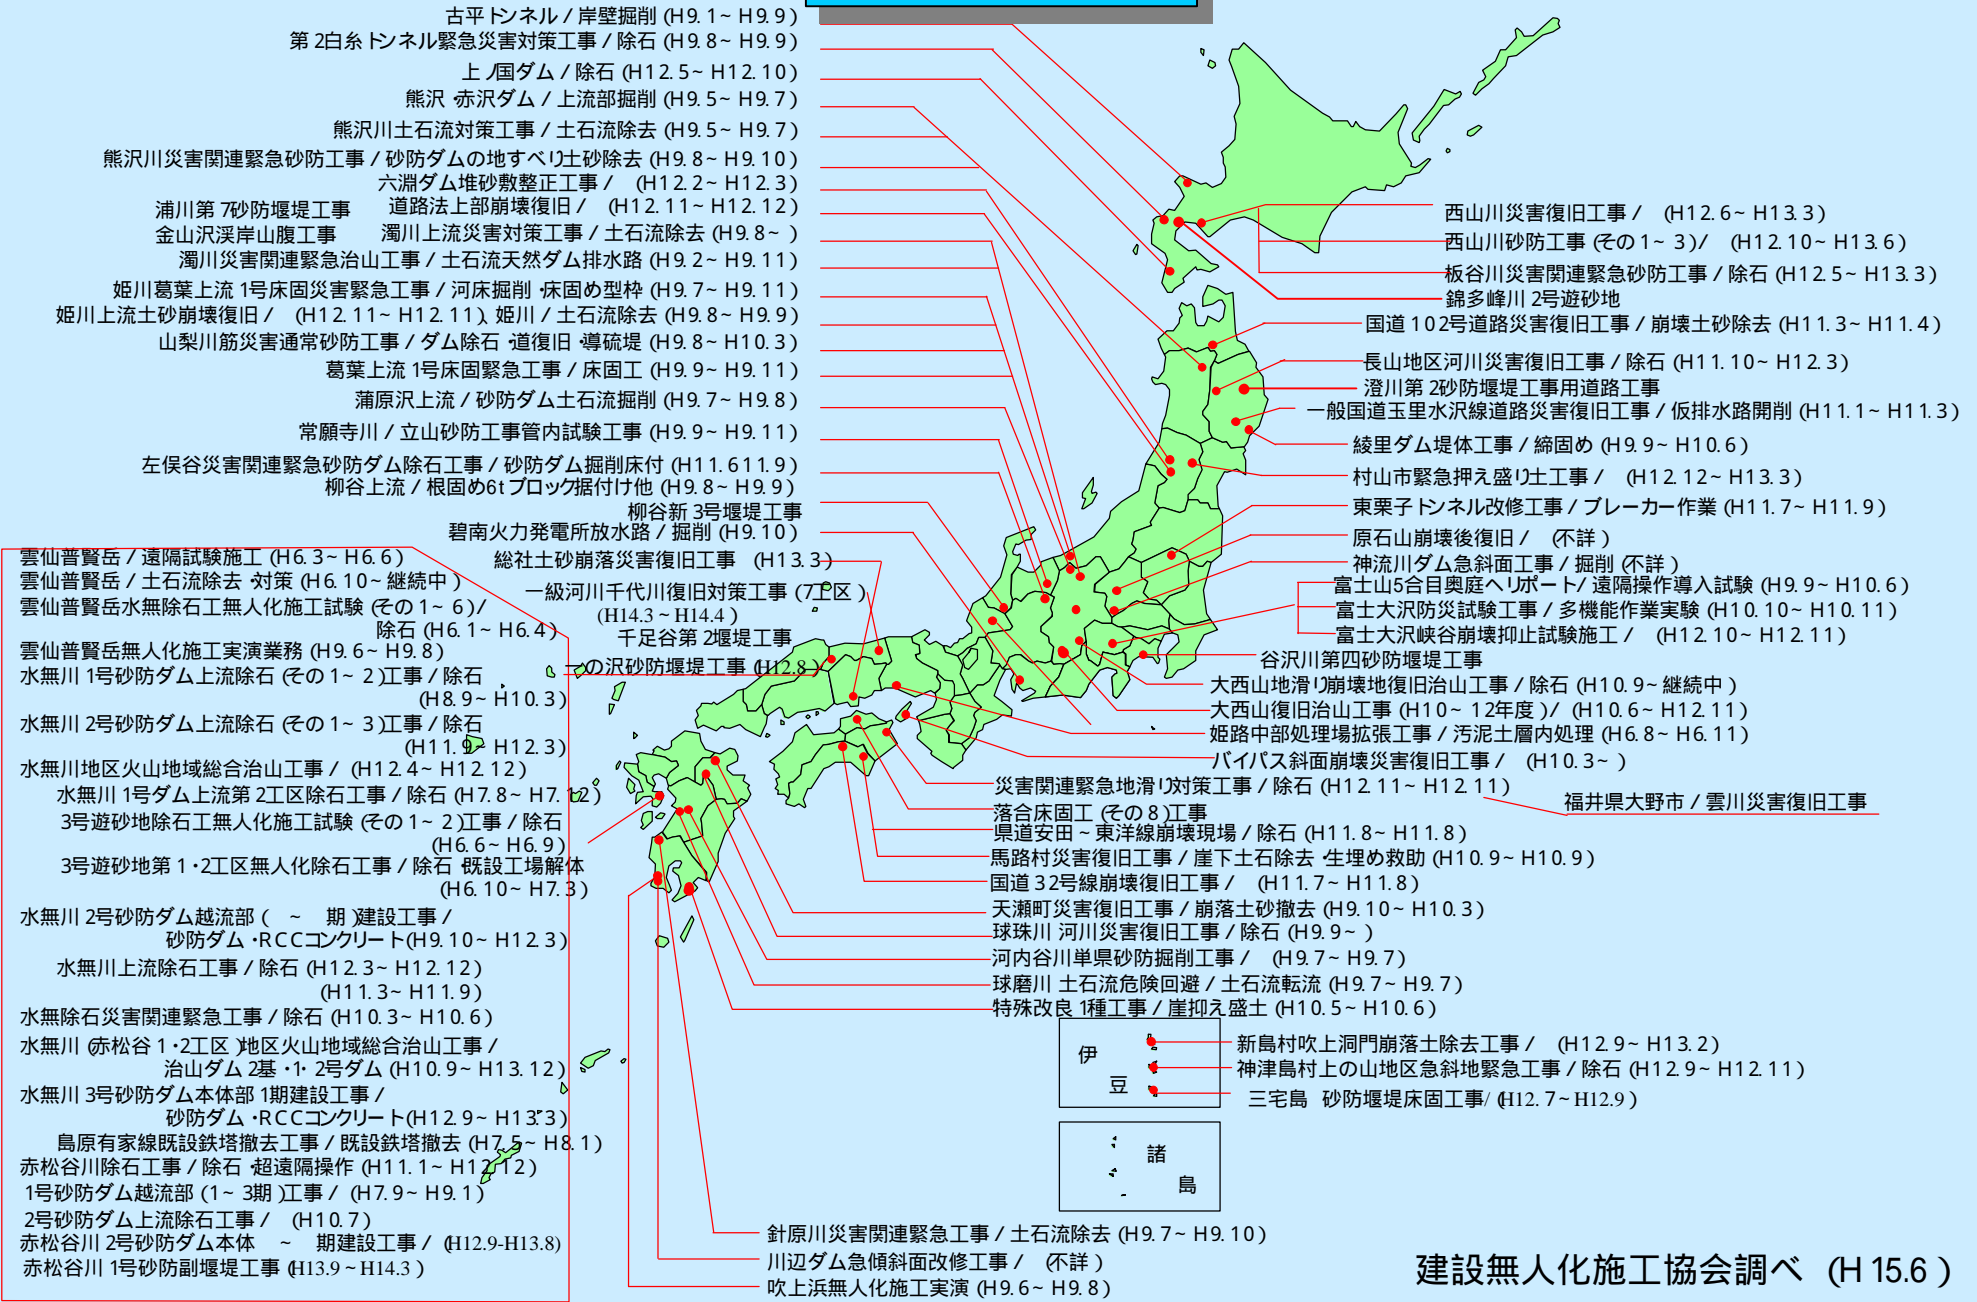 古平トンネル / 岸壁掘削 (H9.1~H9.9)
第2白糸トンネル緊急災害対策工事 / 除石 (H9.8~H9.9)
上ノ国ダム / 除石 (H12.5~H12.10)
熊沢・赤沢ダム / 上流部掘削 (H9.5~H9.7)
熊沢川土石流対策工事 / 土石流除去 (H9.5~H9.7)
熊沢川災害関連緊急砂防工事 / 砂防ダムの地すべり土砂除去 (H9.8~H9.10)
六淵ダム堆砂敷整正工事 / (H12.2~H12.3)
浦川第7砂防堰堤工事 道路法上部崩壊復旧 / (H12.11~H12.12)
金山沢渓岸山腹工事 濁川上流災害対策工事 / 土石流除去 (H9.8~ )
濁川災害関連緊急治山工事 / 土石流天然ダム排水路 (H9.2~H9.11)
姫川葛葉上流1号床固災害緊急工事 / 河床掘削・床固め型枠 (H9.7~H9.11)
姫川上流土砂崩壊復旧 / (H12.11~H12.11)、姫川 / 土石流除去 (H9.8~H9.9)
山梨川筋災害通常砂防工事 / ダム除石・道復旧・導硫堤 (H9.8~H10.3)
葛葉上流1号床固緊急工事 / 床固工 (H9.9~H9.11)
蒲原沢上流 / 砂防ダム土石流掘削 (H9.7~H9.8)
常願寺川 / 立山砂防工事管内試験工事 (H9.9~H9.11)
左俣谷災害関連緊急砂防ダム除石工事 / 砂防ダム掘削床付 (H11.611.9)
柳谷上流 / 根固め6tブロック据付け他 (H9.8~H9.9)
柳谷新3号堰堤工事
碧南火力発電所放水路 / 掘削 (H9.10)
総社土砂崩落災害復旧工事 (H13.3)
一級河川千代川復旧対策工事 (7工区)
(H14.3~H14.4)
千足谷第2堰堤工事
一の沢砂防堰堤工事 (H12.8)
雲仙普賢岳 / 遠隔試験施工 (H6.3~H6.6)
雲仙普賢岳 / 土石流除去・対策 (H6.10~継続中)
雲仙普賢岳水無除石工無人化施工試験 (その1~6) /
除石 (H6.1~H6.4)
雲仙普賢岳無人化施工実演業務 (H9.6~H9.8)
水無川1号砂防ダム上流除石 (その1~2)工事 / 除石
(H8.9~H10.3)
水無川2号砂防ダム上流除石 (その1~3)工事 / 除石
(H11.9~H12.3)
水無川地区火山地域総合治山工事 / (H12.4~H12.12)
水無川1号ダム上流第2工区除石工事 / 除石 (H7.8~H7.12)
3号遊砂地除石工無人化施工試験 (その1~2)工事 / 除石
(H6.6~H6.9)
3号遊砂地第1・2工区無人化除石工事 / 除石・既設工場解体
(H6.10~H7.3)
水無川2号砂防ダム越流部 ( ~ 期)建設工事 /
砂防ダム・RCCコンクリート(H9.10~H12.3)
水無川上流除石工事 / 除石 (H12.3~H12.12)
(H11.3~H11.9)
水無除石災害関連緊急工事 / 除石 (H10.3~H10.6)
水無川 (赤松谷1・2工区)地区火山地域総合治山工事 /
治山ダム2基・1・2号ダム (H10.9~H13.12)
水無川3号砂防ダム本体部1期建設工事 /
砂防ダム・RCCコンクリート(H12.9~H13.3)
島原有家線既設鉄塔撤去工事 / 既設鉄塔撤去 (H7.5~H8.1)
赤松谷川除石工事 / 除石・超遠隔操作 (H11.1~H12.12)
1号砂防ダム越流部 (1~3期)工事 / (H7.9~H9.1)
2号砂防ダム上流除石工事 / (H10.7)
赤松谷川2号砂防ダム本体 ~ 期建設工事 / (H12.9-H13.8)
赤松谷川1号砂防副堰堤工事 (H13.9~H14.3)
西山川災害復旧工事 / (H12.6~H13.3)
西山川砂防工事 (その1~3) / (H12.10~H13.6)
板谷川災害関連緊急砂防工事 / 除石 (H12.5~H13.3)
錦多峰川2号遊砂地
国道102号道路災害復旧工事 / 崩壊土砂除去 (H11.3~H11.4)
長山地区河川災害復旧工事 / 除石 (H11.10~H12.3)
澄川第2砂防堰堤工事用道路工事
一般国道玉里水沢線道路災害復旧工事 / 仮排水路開削 (H11.1~H11.3)
綾里ダム堤体工事 / 締固め (H9.9~H10.6)
村山市緊急押え盛り土工事 / (H12.12~H13.3)
東栗子トンネル改修工事 / ブレーカー作業 (H11.7~H11.9)
原石山崩壊後復旧 / (不詳)
神流川ダム急斜面工事 / 掘削 (不詳)
富士山5合目奥庭ヘリポート / 遠隔操作導入試験 (H9.9~H10.6)
富士大沢防災試験工事 / 多機能作業実験 (H10.10~H10.11)
富士大沢峡谷崩壊抑止試験施工 / (H12.10~H12.11)
谷沢川第四砂防堰堤工事
大西山地滑り崩壊地復旧治山工事 / 除石 (H10.9~継続中)
大西山復旧治山工事 (H10~12年度) / (H10.6~H12.11)
姫路中部処理場拡張工事 / 汚泥土層内処理 (H6.8~H6.11)
バイパス斜面崩壊災害復旧工事 / (H10.3~ )
災害関連緊急地滑り対策工事 / 除石 (H12.11~H12.11)
福井県大野市 / 雲川災害復旧工事
落合床固工 (その8)工事
県道安田~東洋線崩壊現場 / 除石 (H11.8~H11.8)
馬路村災害復旧工事 / 崖下土石除去・生埋め救助 (H10.9~H10.9)
国道32号線崩壊復旧工事 / (H11.7~H11.8)
天瀬町災害復旧工事 / 崩落土砂撤去 (H9.10~H10.3)
球珠川 河川災害復旧工事 / 除石 (H9.9~ )
河内谷川単県砂防掘削工事 / (H9.7~H9.7)
球磨川 土石流危険回避 / 土石流転流 (H9.7~H9.7)
特殊改良1種工事 / 崖抑え盛土 (H10.5~H10.6)
伊
豆
新島村吹上洞門崩落土除去工事 / (H12.9~H13.2)
神津島村上の山地区急斜地緊急工事 / 除石 (H12.9~H12.11)
三宅島 砂防堰堤床固工事/ (H12.7~H12.9)
諸
島
針原川災害関連緊急工事 / 土石流除去 (H9.7~H9.10)
川辺ダム急傾斜面改修工事 / (不詳)
吹上浜無人化施工実演 (H9.6~H9.8)
建設無人化施工協会調べ (H15.6)